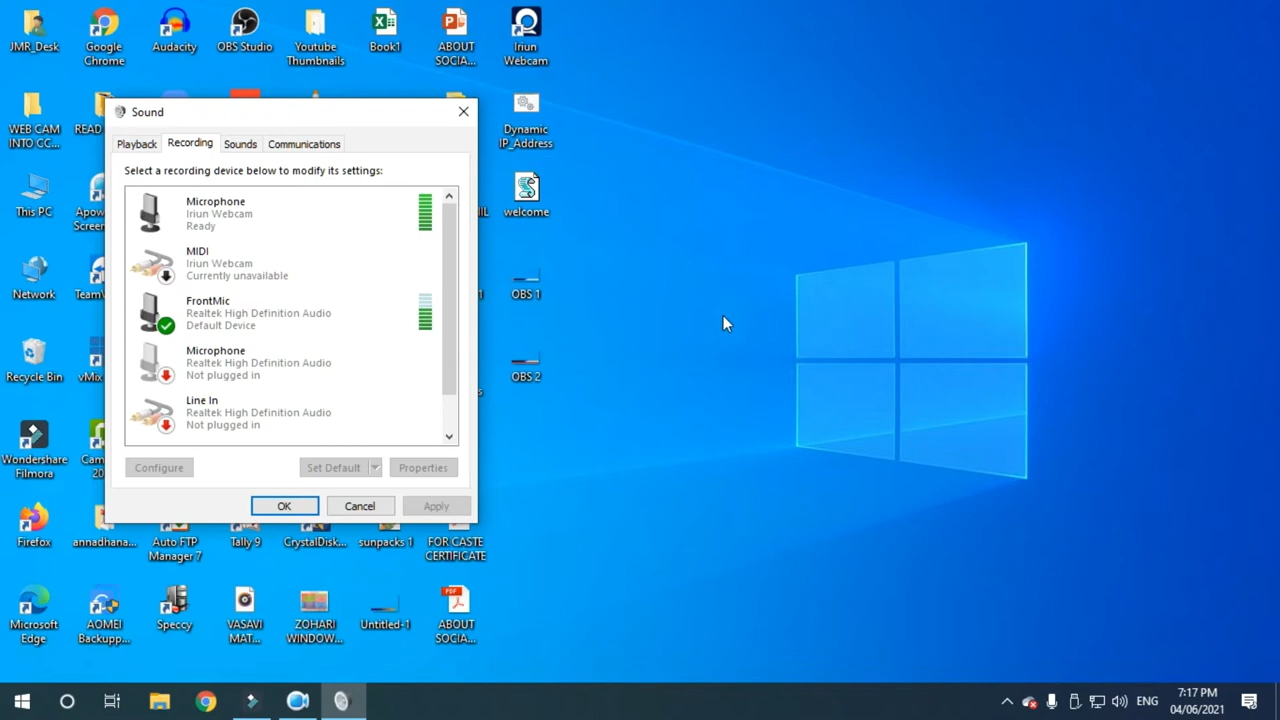 JMR_Desk
Google
Chrome
Audacity
OBS Studio
Youtube
Thumbnails
Book1
ABOUT
SOCIA...
Iriun
Webcam
WEB CAM
INTO CC...
READ
Dynamic
IP_Address
This PC
Apow
Screen
welcome
Network
TeamV
OBS 1
Recycle Bin
vMix
OBS 2
Wondershare
Filmora
Cam
20
Firefox
annadhana...
Auto FTP
Manager 7
Tally 9
CrystalDisk...
sunpacks 1
FOR CASTE
CERTIFICATE
Microsoft
Edge
AOMEI
Backupp...
Speccy
VASAVI
MAT...
ZOHARI
WINDOW...
Untitled-1
PDF
ABOUT
SOCIA...
Sound
Playback
Recording
Sounds
Communications
Select a recording device below to modify its settings:
Microphone
Iriun Webcam
Ready
MIDI
Iriun Webcam
Currently unavailable
FrontMic
Realtek High Definition Audio
Default Device
Microphone
Realtek High Definition Audio
Not plugged in
Line In
Realtek High Definition Audio
Not plugged in
Configure
Set Default
Properties
OK
Cancel
Apply
ENG
7:17 PM
04/06/2021